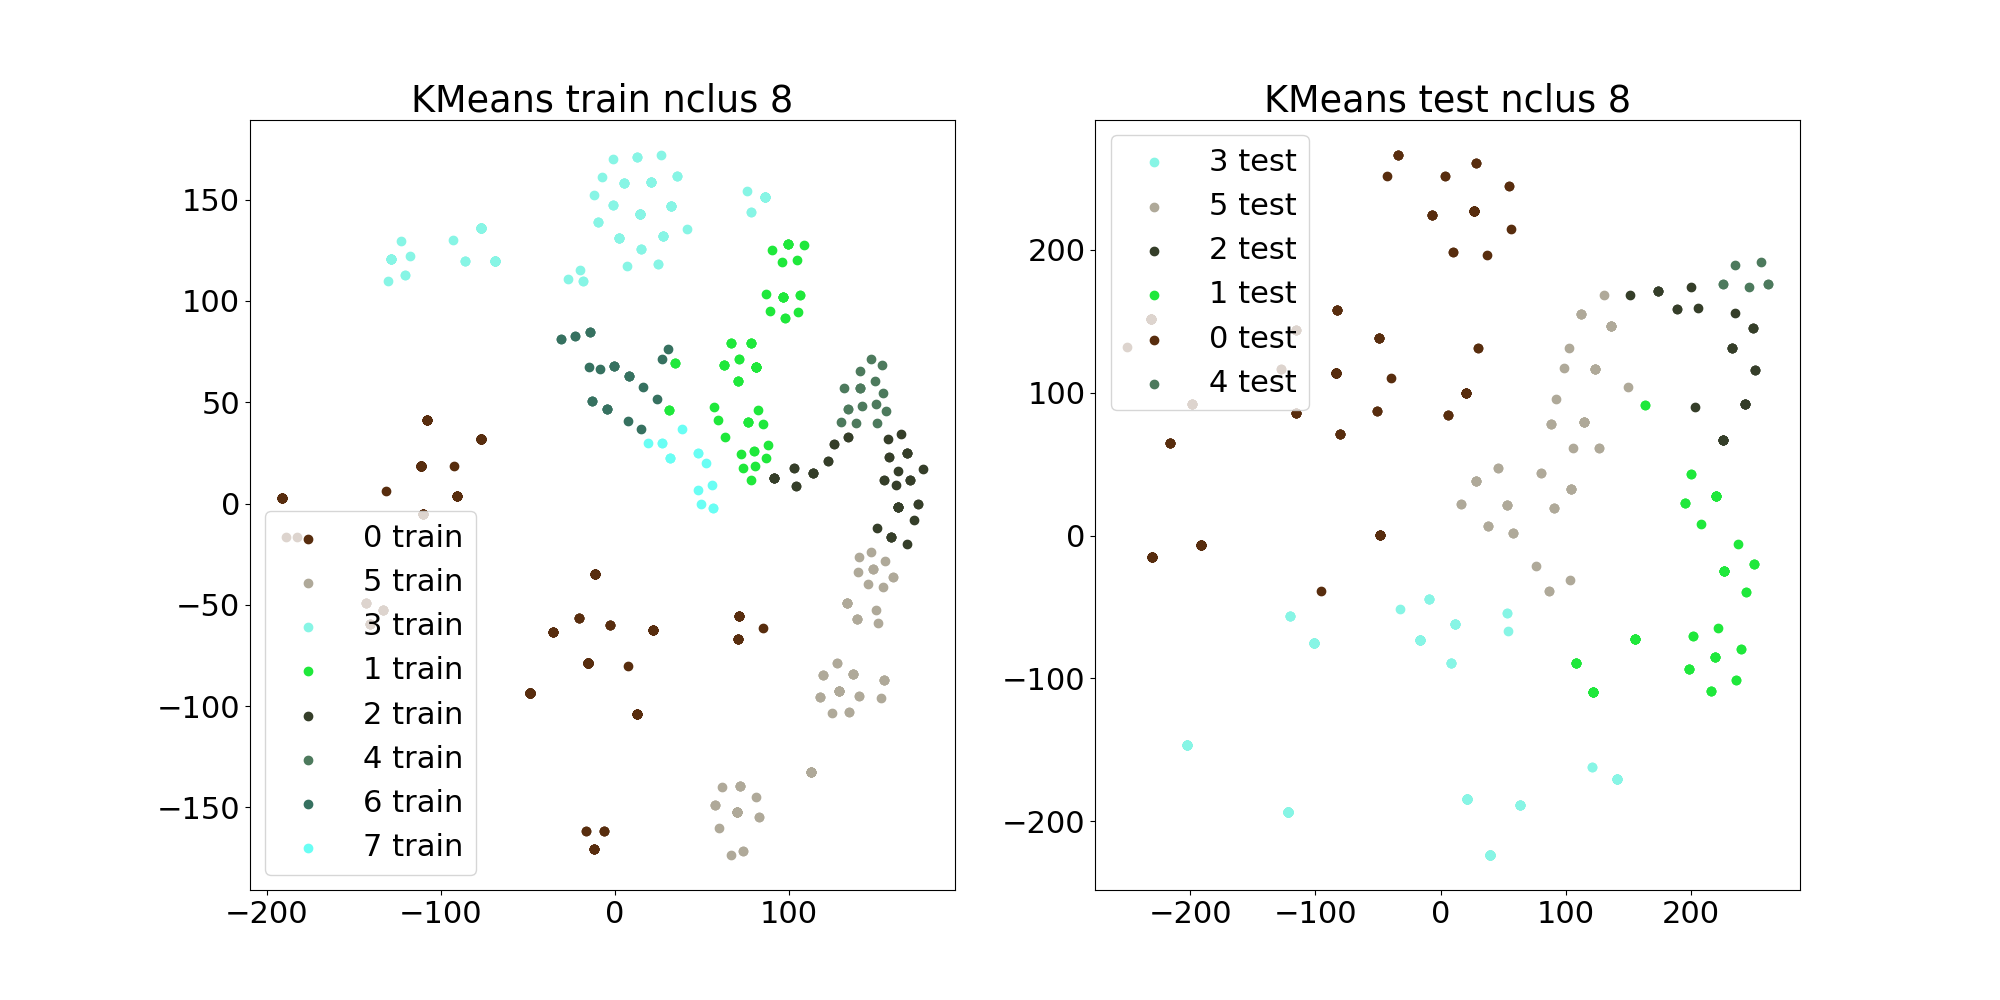 KMeans train nclus 8
150
100
50
0
−50
−100
−150
−200
−100
0
100
0 train
5 train
3 train
1 train
2 train
4 train
6 train
7 train
KMeans test nclus 8
200
100
0
−100
−200
−200
−100
0
100
200
3 test
5 test
2 test
1 test
0 test
4 test